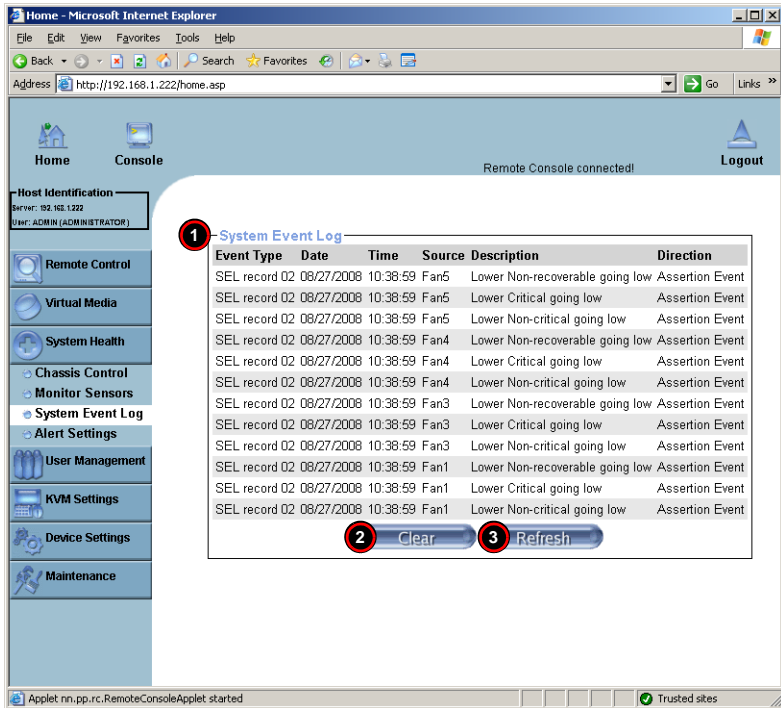 Home - Microsoft Internet Explorer
File Edit View Favorites Tools Help
Back Search Favorites
Address http://192.168.1.222/home.asp Go Links »
Home Console Logout
Remote Console connected!
Host Identification
Server: 192.168.1.222
User: ADMIN (ADMINISTRATOR)
Remote Control
Virtual Media
System Health
Chassis Control
Monitor Sensors
System Event Log
Alert Settings
User Management
KVM Settings
Device Settings
Maintenance
1 System Event Log
Event Type Date Time Source Description Direction
SEL record 02 08/27/2008 10:38:59 Fan5 Lower Non-recoverable going low Assertion Event
SEL record 02 08/27/2008 10:38:59 Fan5 Lower Critical going low Assertion Event
SEL record 02 08/27/2008 10:38:59 Fan5 Lower Non-critical going low Assertion Event
SEL record 02 08/27/2008 10:38:59 Fan4 Lower Non-recoverable going low Assertion Event
SEL record 02 08/27/2008 10:38:59 Fan4 Lower Critical going low Assertion Event
SEL record 02 08/27/2008 10:38:59 Fan4 Lower Non-critical going low Assertion Event
SEL record 02 08/27/2008 10:38:59 Fan3 Lower Non-recoverable going low Assertion Event
SEL record 02 08/27/2008 10:38:59 Fan3 Lower Critical going low Assertion Event
SEL record 02 08/27/2008 10:38:59 Fan3 Lower Non-critical going low Assertion Event
SEL record 02 08/27/2008 10:38:59 Fan1 Lower Non-recoverable going low Assertion Event
SEL record 02 08/27/2008 10:38:59 Fan1 Lower Critical going low Assertion Event
SEL record 02 08/27/2008 10:38:59 Fan1 Lower Non-critical going low Assertion Event
2 Clear 3 Refresh
Applet nn.pp.rc.RemoteConsoleApplet started Trusted sites